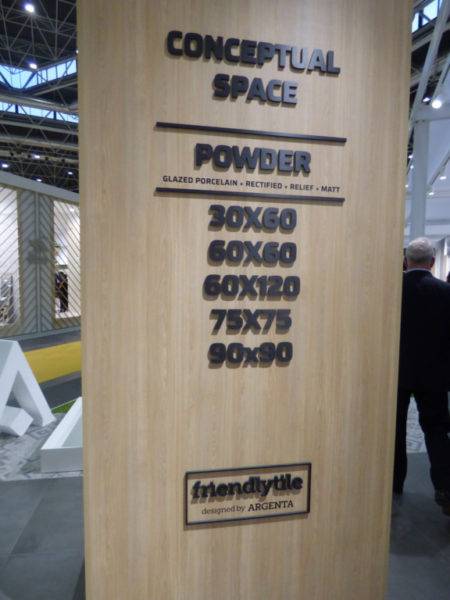 CONCEPTUAL
SPACE
POWDER
GLAZED PORCELAIN • RECTIFIED • RELIEF • MATT
30X60
60X60
60X120
75X75
90x90
friendlytile
designed by ARGENTA